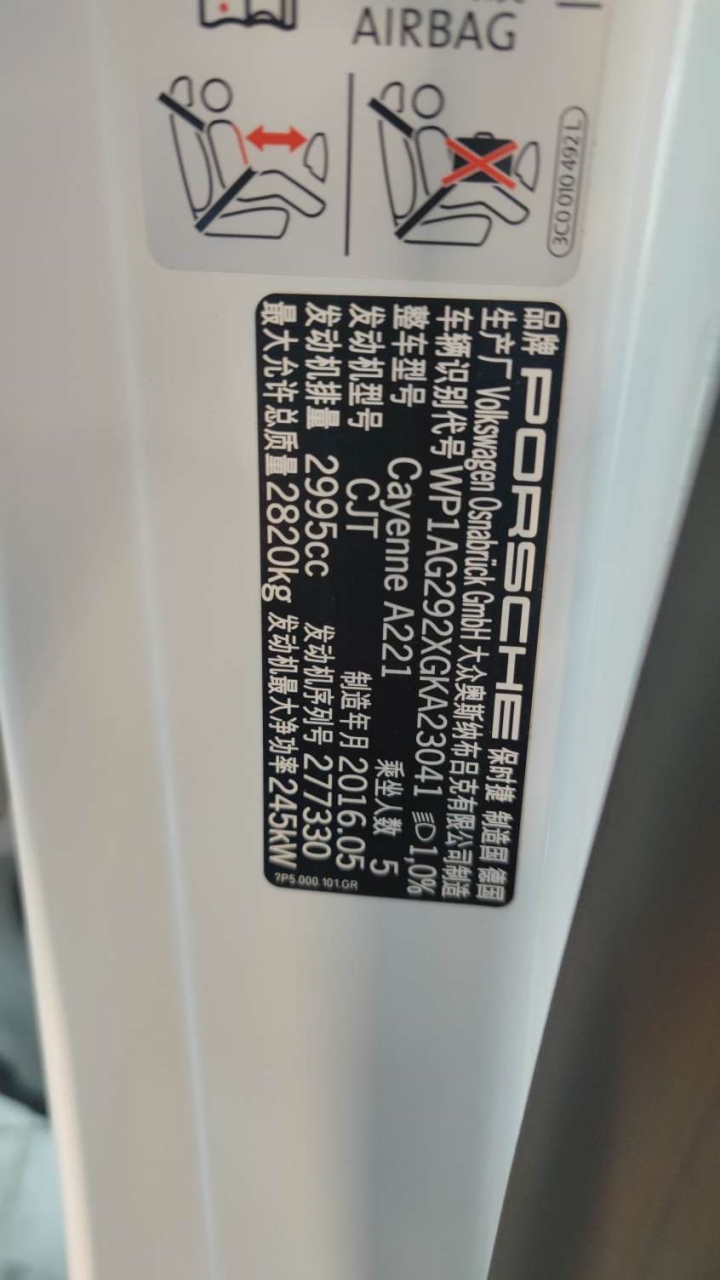 AIRBAG
3C0 010 492 L
品牌 PORSCHE 保时捷 制造国 德国
生产厂 Volkswagen Osnabrück GmbH 大众奥斯纳布吕克有限公司制造
车辆识别代号 WP1AG292XGKA23041 1,0%
整车型号 Cayenne A221 乘坐人数 5
发动机型号 CJT 制造年月 2016.05
发动机排量 2995cc 发动机序列号 277330
最大允许总质量 2820kg 发动机最大净功率 245kW
7P5.000.101.GR